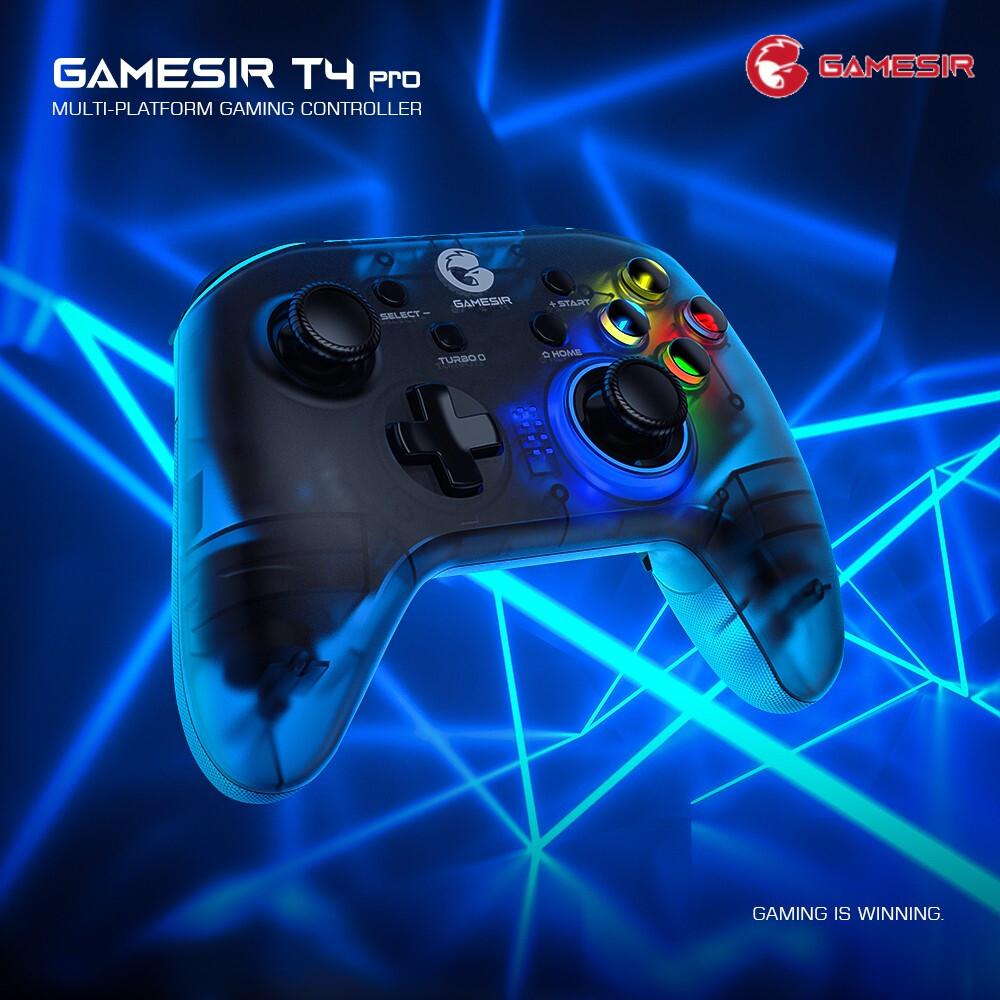 GAMESIR T4 Pro
MULTI-PLATFORM GAMING CONTROLLER
GAMESIR
GAMESIR
SELECT −
+ START
TURBO
HOME
GAMING IS WINNING.